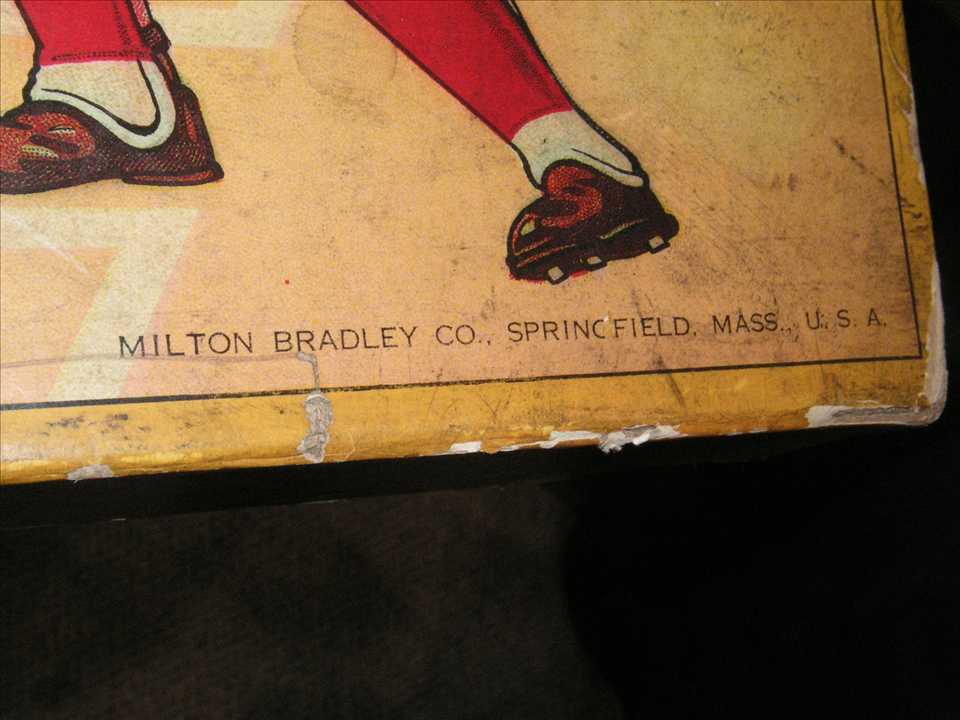 MILTON BRADLEY CO., SPRINGFIELD, MASS., U. S. A.